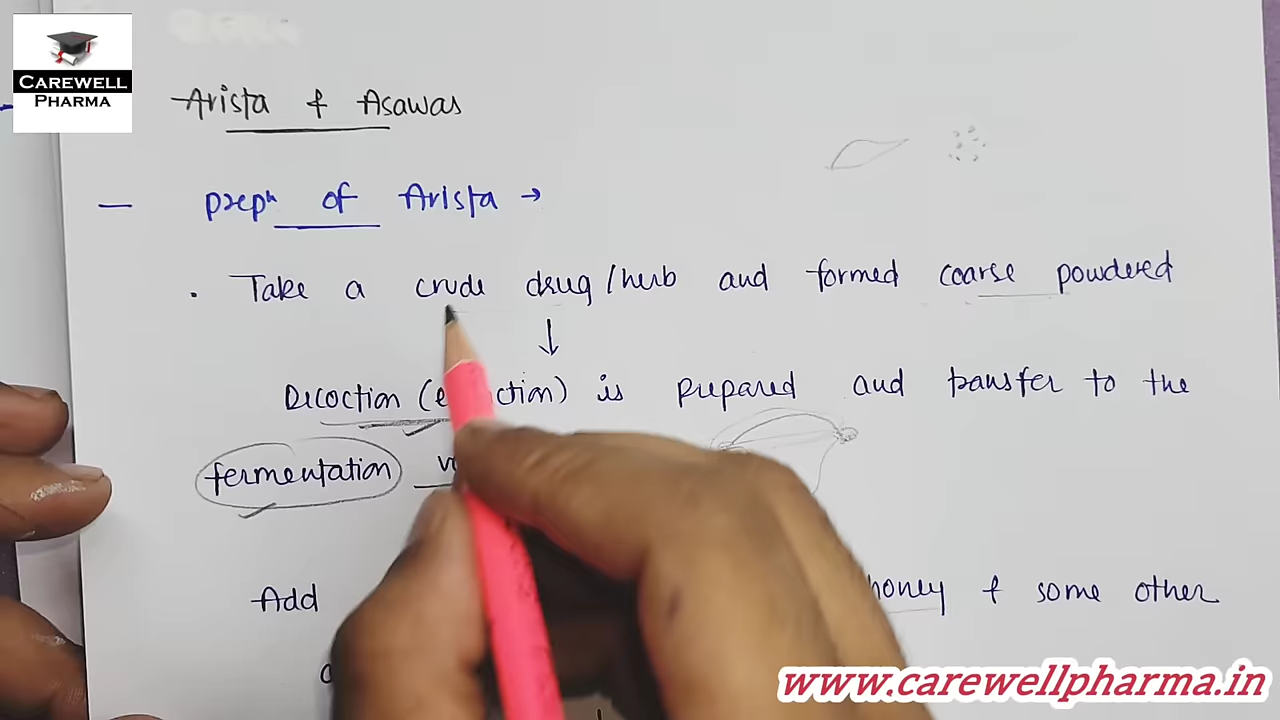 CAREWELL
PHARMA
Arista & Asawas
— prepn of Arista →
. Take a crude drug/herb and formed coarse powdered
↓
Decoction ( ction) is prepared and transfer to the
fermentation
Add honey & some other
www.carewellpharma.in